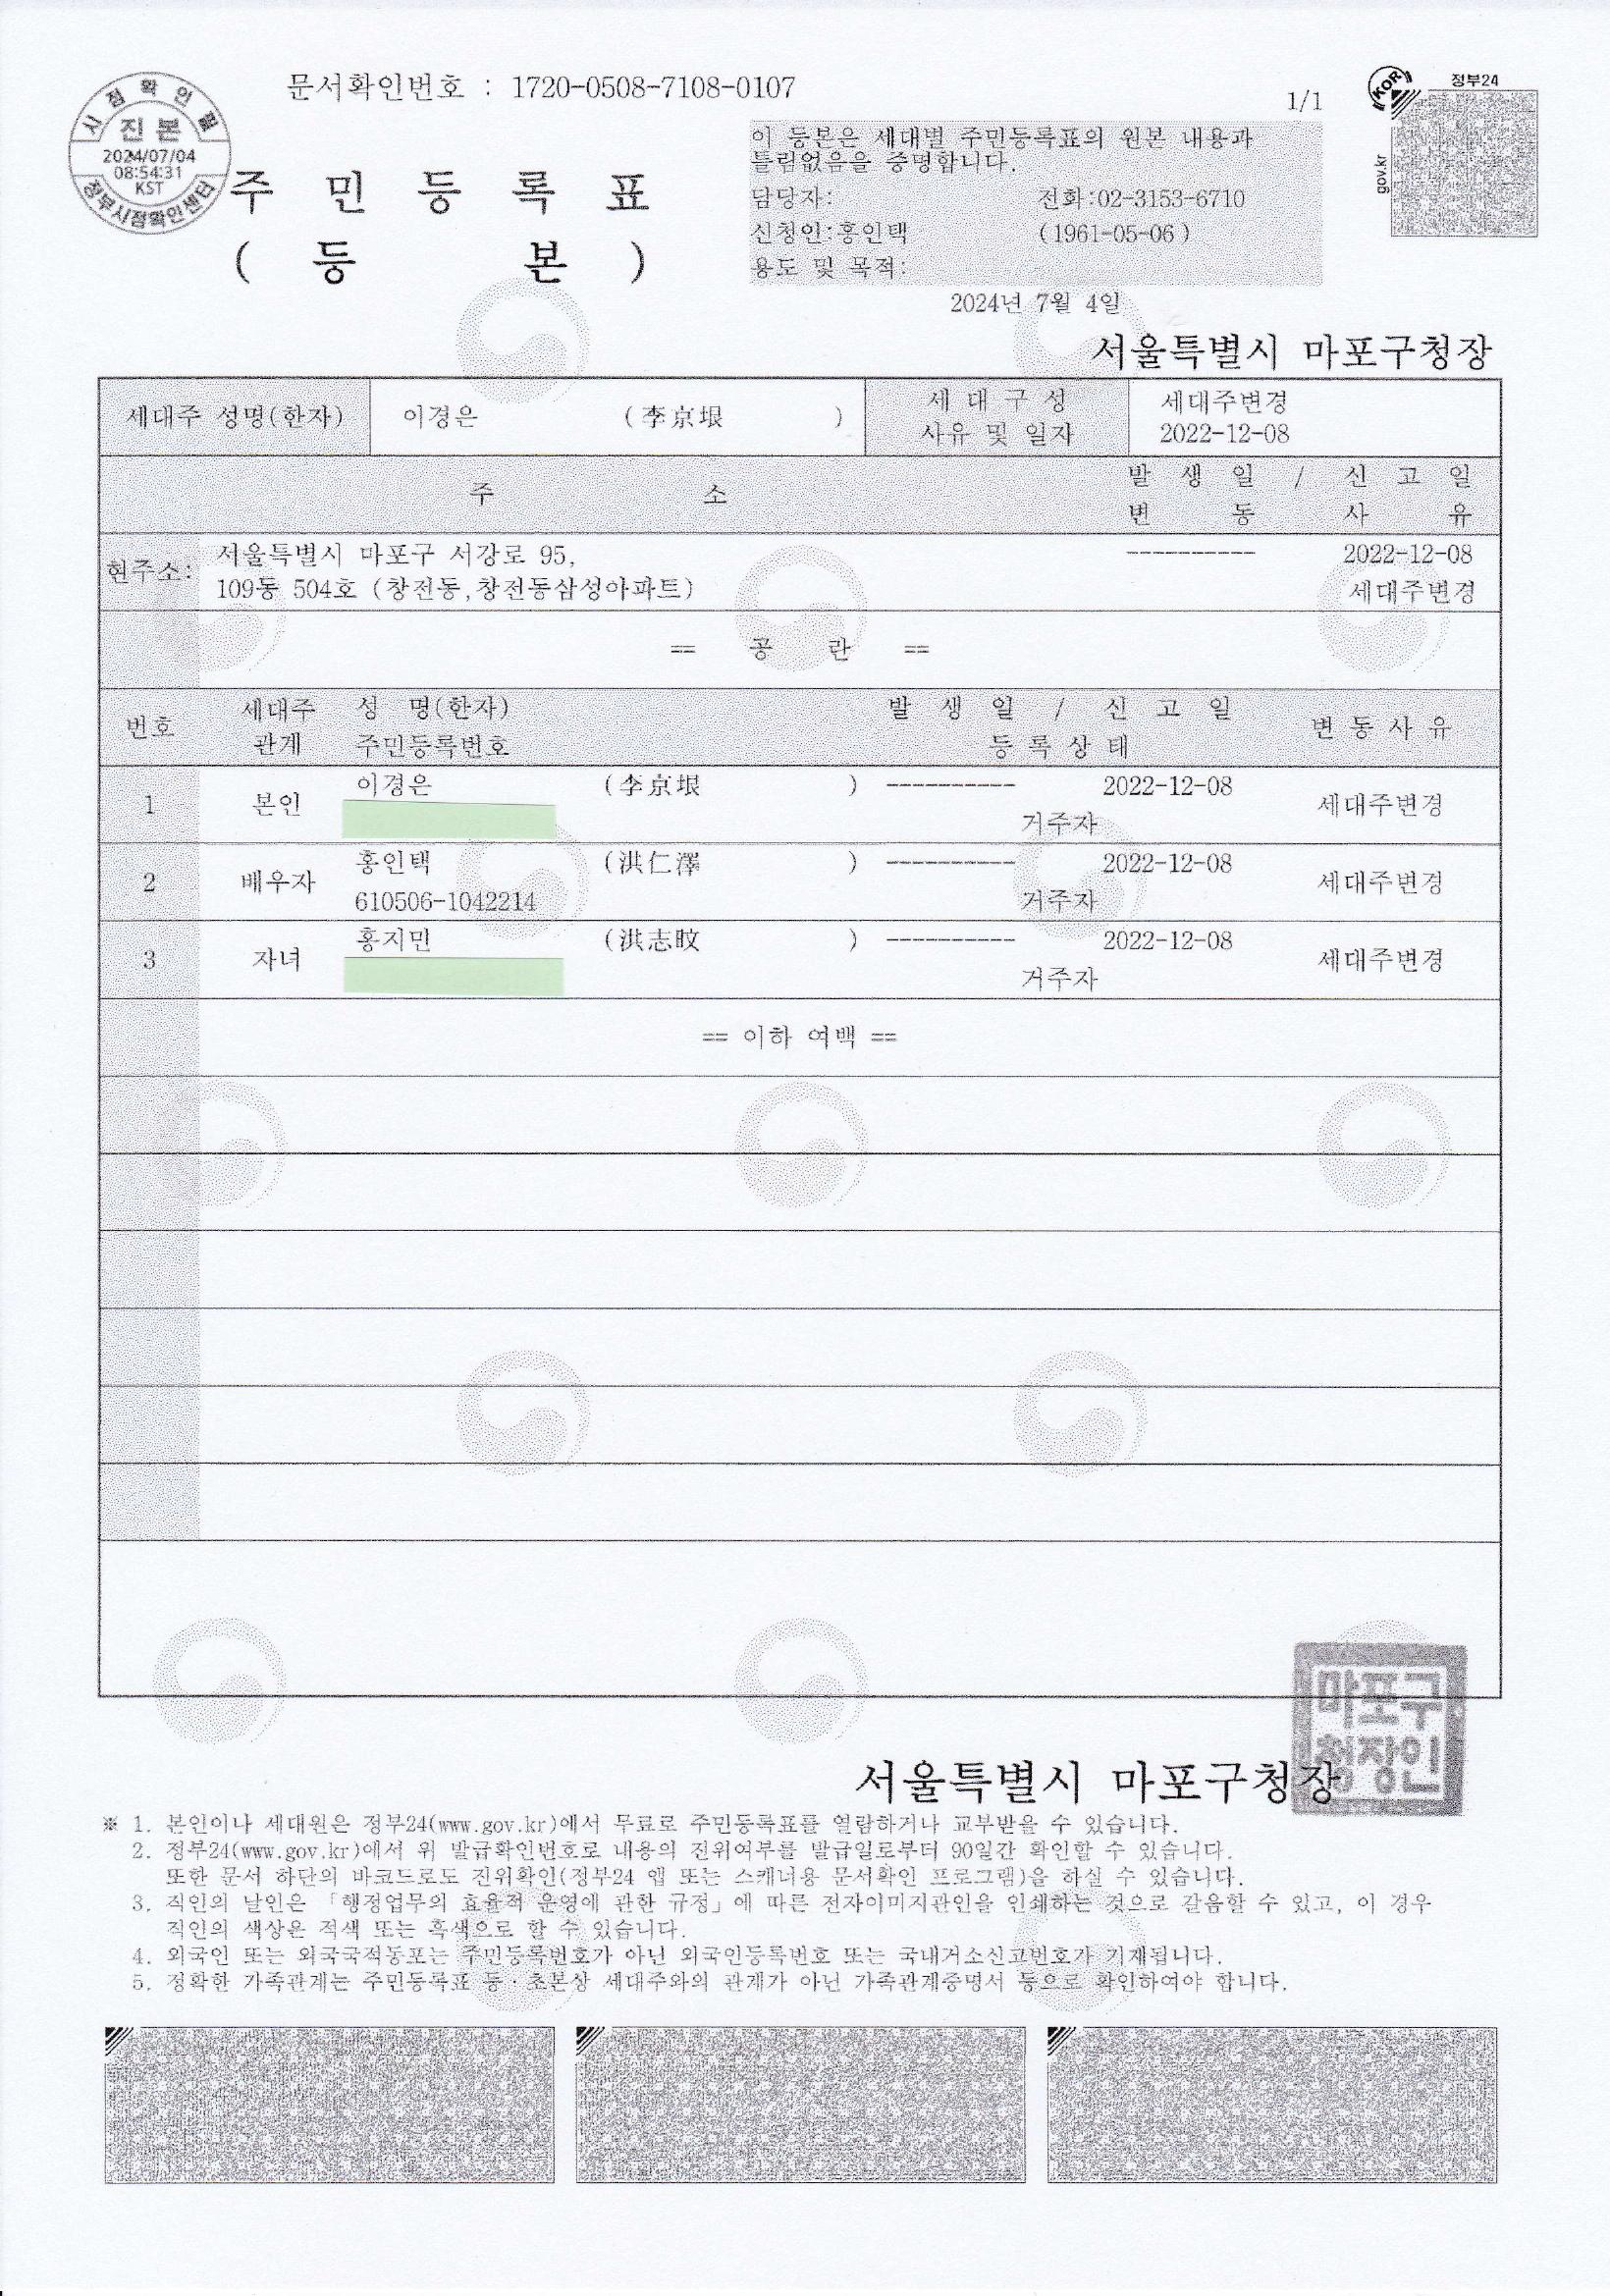 문서확인번호 : 1720-0508-7108-0107
시점확인필
진본
2024/07/04
08:54:31
KST
정부시점확인센터
주 민 등 록 표
( 등 본 )
1/1
이 등본은 세대별 주민등록표의 원본 내용과
틀림없음을 증명합니다.
담당자: 전화:02-3153-6710
신청인:홍인택 (1961-05-06 )
용도 및 목적:
2024년 7월 4일
KOR
정부24
gov.kr
서울특별시 마포구청장
세대주 성명(한자) 이경은 (李京垠 ) 세 대 구 성 세대주변경
사유 및 일자 2022-12-08
주 소 발 생 일 / 신 고 일
변 동 사 유
현주소: 서울특별시 마포구 서강로 95, ---------- 2022-12-08
109동 504호 (창전동,창전동삼성아파트) 세대주변경
== 공 란 ==
번호 세대주 성 명(한자) 발 생 일 / 신 고 일 변 동 사 유
관계 주민등록번호 등 록 상 태
1 본인 이경은 (李京垠 ) ---------- 2022-12-08 세대주변경
거주자
2 배우자 홍인택 (洪仁澤 ) ---------- 2022-12-08 세대주변경
610506-1042214 거주자
3 자녀 홍지민 (洪志旼 ) ---------- 2022-12-08 세대주변경
거주자
== 이하 여백 ==
마포구
청장인
서울특별시 마포구청장
※ 1. 본인이나 세대원은 정부24(www.gov.kr)에서 무료로 주민등록표를 열람하거나 교부받을 수 있습니다.
2. 정부24(www.gov.kr)에서 위 발급확인번호로 내용의 진위여부를 발급일로부터 90일간 확인할 수 있습니다.
또한 문서 하단의 바코드로도 진위확인(정부24 앱 또는 스캐너용 문서확인 프로그램)을 하실 수 있습니다.
3. 직인의 날인은 「행정업무의 효율적 운영에 관한 규정」에 따른 전자이미지관인을 인쇄하는 것으로 갈음할 수 있고, 이 경우
직인의 색상은 적색 또는 흑색으로 할 수 있습니다.
4. 외국인 또는 외국국적동포는 주민등록번호가 아닌 외국인등록번호 또는 국내거소신고번호가 기재됩니다.
5. 정확한 가족관계는 주민등록표 등·초본상 세대주와의 관계가 아닌 가족관계증명서 등으로 확인하여야 합니다.